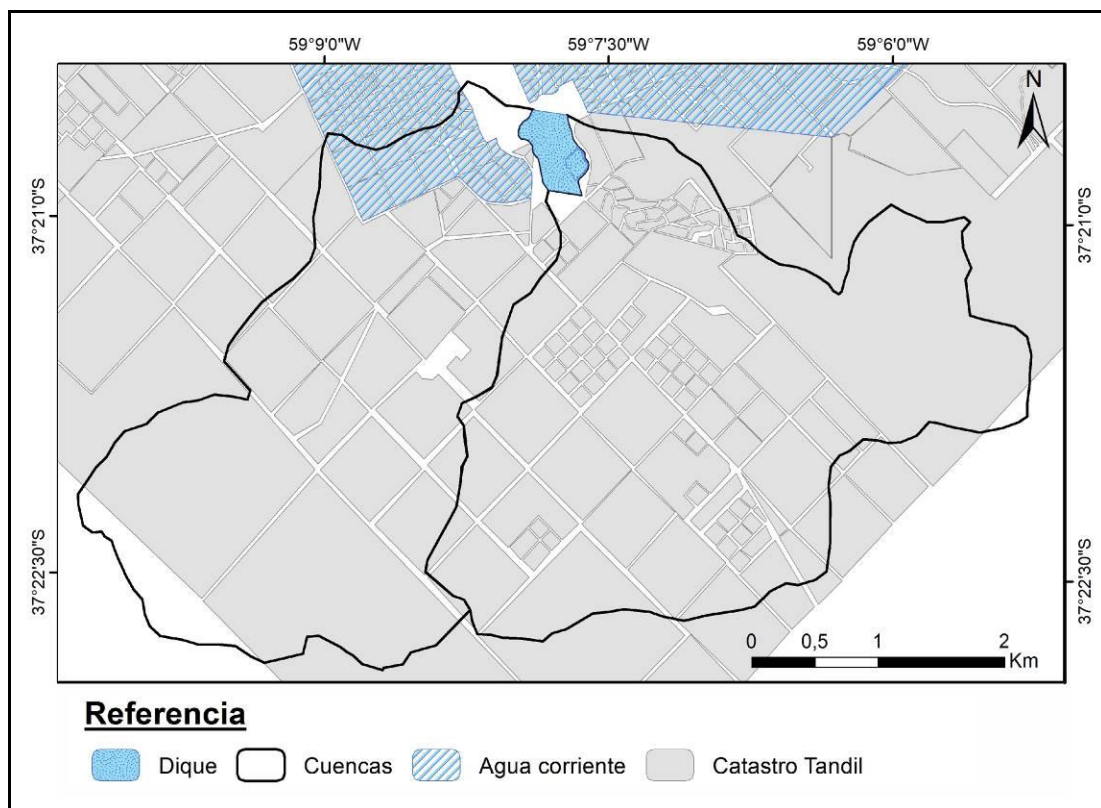 59°9'0"W 59°7'30"W 59°6'0"W
N
37°21'0"S 37°21'0"S
37°22'30"S 37°22'30"S
0 0,5 1 2
Km
Referencia
Dique Cuencas Agua corriente Catastro Tandil